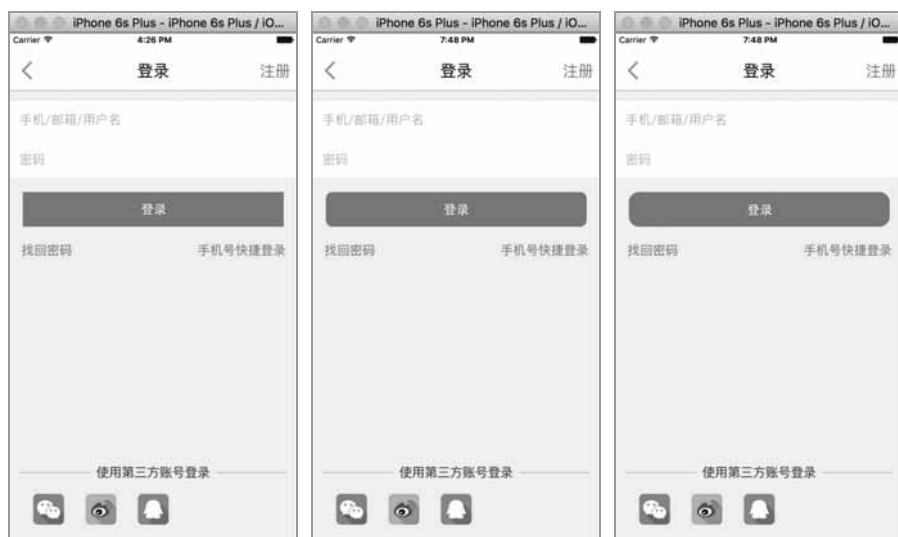 iPhone 6s Plus - iPhone 6s Plus / iO...
Carrier 4:26 PM
登录 注册
手机/邮箱/用户名
密码
登录
找回密码 手机号快捷登录
使用第三方账号登录
iPhone 6s Plus - iPhone 6s Plus / iO...
Carrier 7:48 PM
登录 注册
手机/邮箱/用户名
密码
登录
找回密码 手机号快捷登录
使用第三方账号登录
iPhone 6s Plus - iPhone 6s Plus / iO...
Carrier 7:48 PM
登录 注册
手机/邮箱/用户名
密码
登录
找回密码 手机号快捷登录
使用第三方账号登录